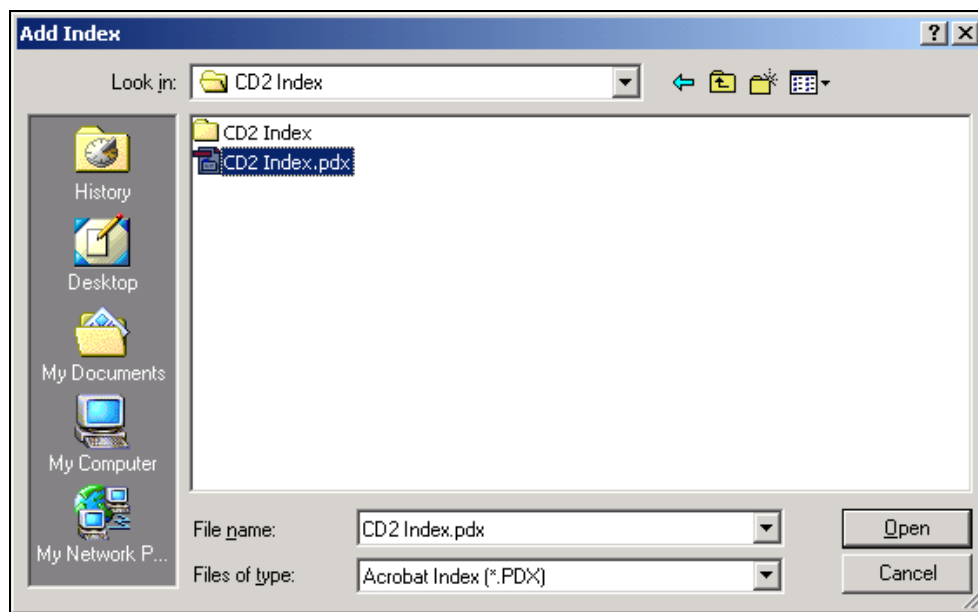 Add Index
Look in: CD2 Index
CD2 Index
CD2 Index.pdx
History
Desktop
My Documents
My Computer
My Network P...
File name: CD2 Index.pdx Open
Files of type: Acrobat Index (*.PDX) Cancel